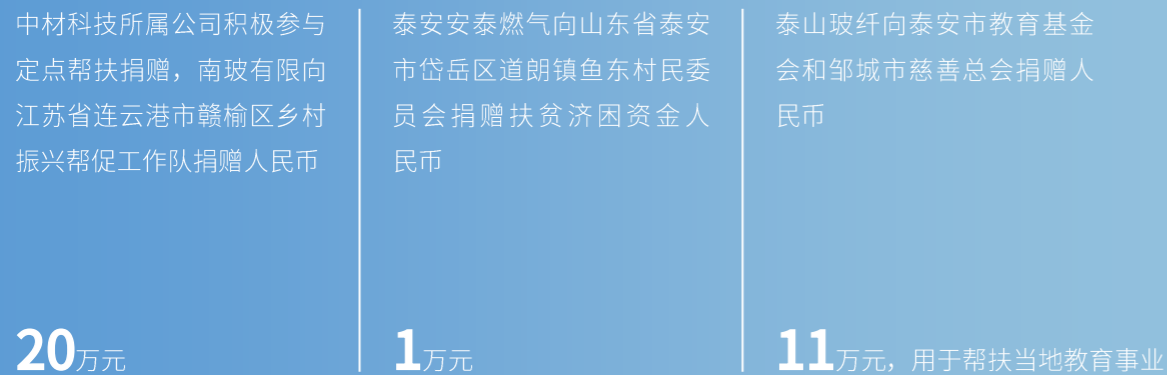 中材科技所属公司积极参与
定点帮扶捐赠，南玻有限向
江苏省连云港市赣榆区乡村
振兴帮促工作队捐赠人民币
20万元
泰安安泰燃气向山东省泰安
市岱岳区道朗镇鱼东村民委
员会捐赠扶贫济困资金人
民币
1万元
泰山玻纤向泰安市教育基金
会和邹城市慈善总会捐赠人
民币
11万元，用于帮扶当地教育事业